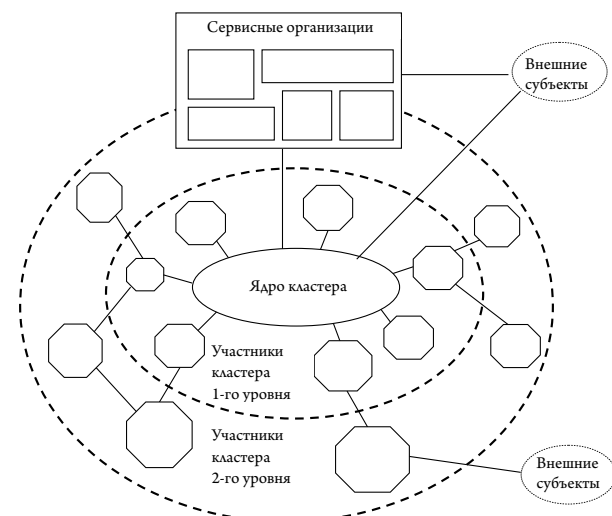 Сервисные организации
Внешние
субъекты
Ядро кластера
Участники
кластера
1-го уровня
Участники
кластера
2-го уровня
Внешние
субъекты